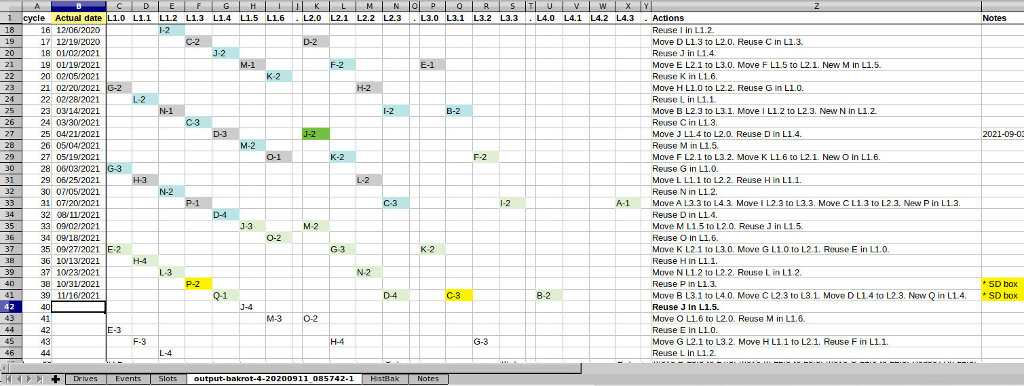 A B C D E F G H I J K L M N O P Q R S T U V W X Y Z
1 cycle Actual date L1.0 L1.1 L1.2 L1.3 L1.4 L1.5 L1.6 . L2.0 L2.1 L2.2 L2.3 . L3.0 L3.1 L3.2 L3.3 . L4.0 L4.1 L4.2 L4.3 . Actions Notes
18 16 12/06/2020 I-2 Reuse I in L1.2.
19 17 12/19/2020 C-2 D-2 Move D L1.3 to L2.0. Reuse C in L1.3.
20 18 01/02/2021 J-2 Reuse J in L1.4.
21 19 01/19/2021 M-1 F-2 E-1 Move E L2.1 to L3.0. Move F L1.5 to L2.1. New M in L1.5.
22 20 02/05/2021 K-2 Reuse K in L1.6.
23 21 02/20/2021 G-2 H-2 Move H L1.0 to L2.2. Reuse G in L1.0.
24 22 02/28/2021 L-2 Reuse L in L1.1.
25 23 03/14/2021 N-1 I-2 B-2 Move B L2.3 to L3.1. Move I L1.2 to L2.3. New N in L1.2.
26 24 03/30/2021 C-3 Reuse C in L1.3.
27 25 04/21/2021 D-3 J-2 Move J L1.4 to L2.0. Reuse D in L1.4. 2021-09-03
28 26 05/04/2021 M-2 Reuse M in L1.5.
29 27 05/19/2021 O-1 K-2 F-2 Move F L2.1 to L3.2. Move K L1.6 to L2.1. New O in L1.6.
30 28 06/03/2021 G-3 Reuse G in L1.0.
31 29 06/25/2021 H-3 L-2 Move L L1.1 to L2.2. Reuse H in L1.1.
32 30 07/05/2021 N-2 Reuse N in L1.2.
33 31 07/20/2021 P-1 C-3 I-2 A-1 Move A L3.3 to L4.3. Move I L2.3 to L3.3. Move C L1.3 to L2.3. New P in L1.3.
34 32 08/11/2021 D-4 Reuse D in L1.4.
35 33 09/02/2021 J-3 M-2 Move M L1.5 to L2.0. Reuse J in L1.5.
36 34 09/18/2021 O-2 Reuse O in L1.6.
37 35 09/27/2021 E-2 G-3 K-2 Move K L2.1 to L3.0. Move G L1.0 to L2.1. Reuse E in L1.0.
38 36 10/13/2021 H-4 Reuse H in L1.1.
39 37 10/23/2021 L-3 N-2 Move N L1.2 to L2.2. Reuse L in L1.2.
40 38 10/31/2021 P-2 Reuse P in L1.3. * SD box
41 39 11/16/2021 Q-1 D-4 C-3 B-2 Move B L3.1 to L4.0. Move C L2.3 to L3.1. Move D L1.4 to L2.3. New Q in L1.4. * SD box
42 40 J-4 Reuse J in L1.5.
43 41 M-3 O-2 Move O L1.6 to L2.0. Reuse M in L1.6.
44 42 E-3 Reuse E in L1.0.
45 43 F-3 H-4 G-3 Move G L2.1 to L3.2. Move H L1.1 to L2.1. Reuse F in L1.1.
46 44 L-4 Reuse L in L1.2.
Drives Events Slots output-bakrot-4-20200911_085742-1 HistBak Notes